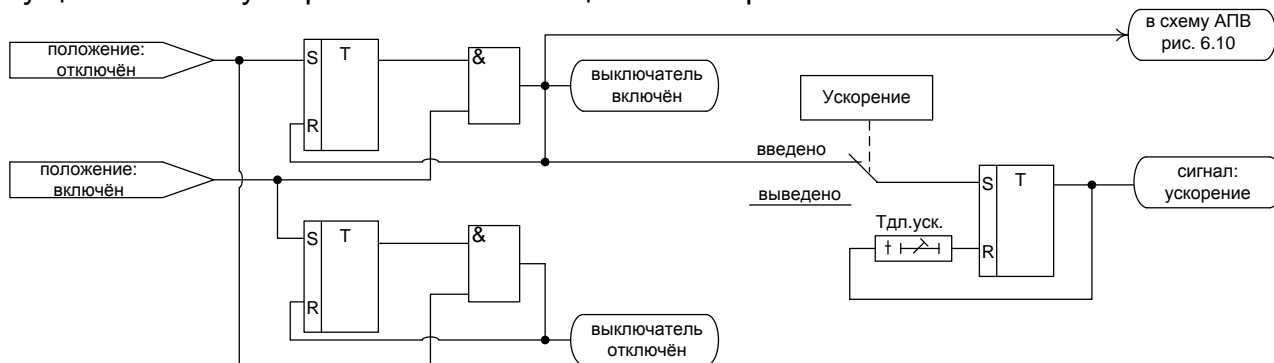 в схему АПВ
рис. 6.10
положение:
отключён
S
T
&
R
выключатель
включён
Ускорение
положение:
включён
введено
выведено
S
T
R
сигнал:
ускорение
Тдл.уск.
S
T
&
R
выключатель
отключён